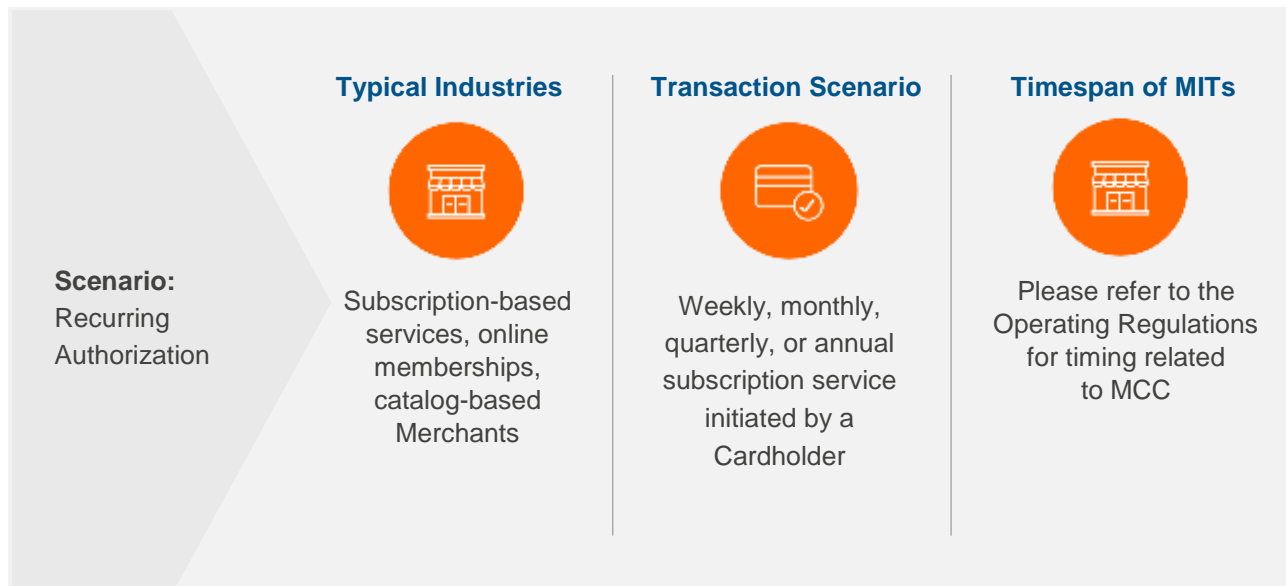 Scenario:
Recurring
Authorization
Typical Industries
Subscription-based
services, online
memberships,
catalog-based
Merchants
Transaction Scenario
Weekly, monthly,
quarterly, or annual
subscription service
initiated by a
Cardholder
Timespan of MITs
Please refer to the
Operating Regulations
for timing related
to MCC